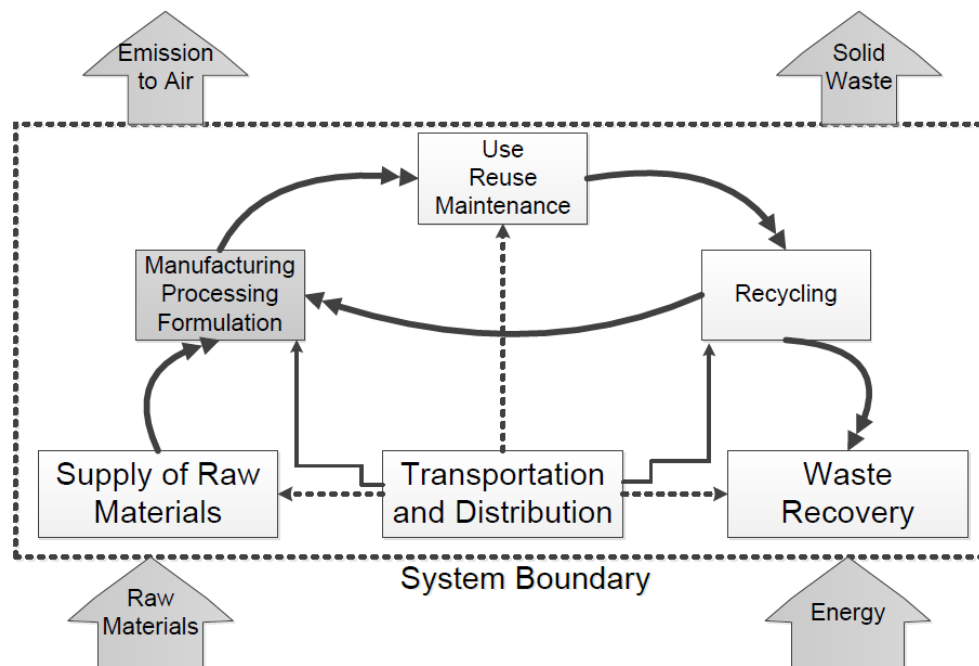 Emission
to Air
Solid
Waste
Use
Reuse
Maintenance
Manufacturing
Processing
Formulation
Recycling
Supply of Raw
Materials
Transportation
and Distribution
Waste
Recovery
System Boundary
Raw
Materials
Energy